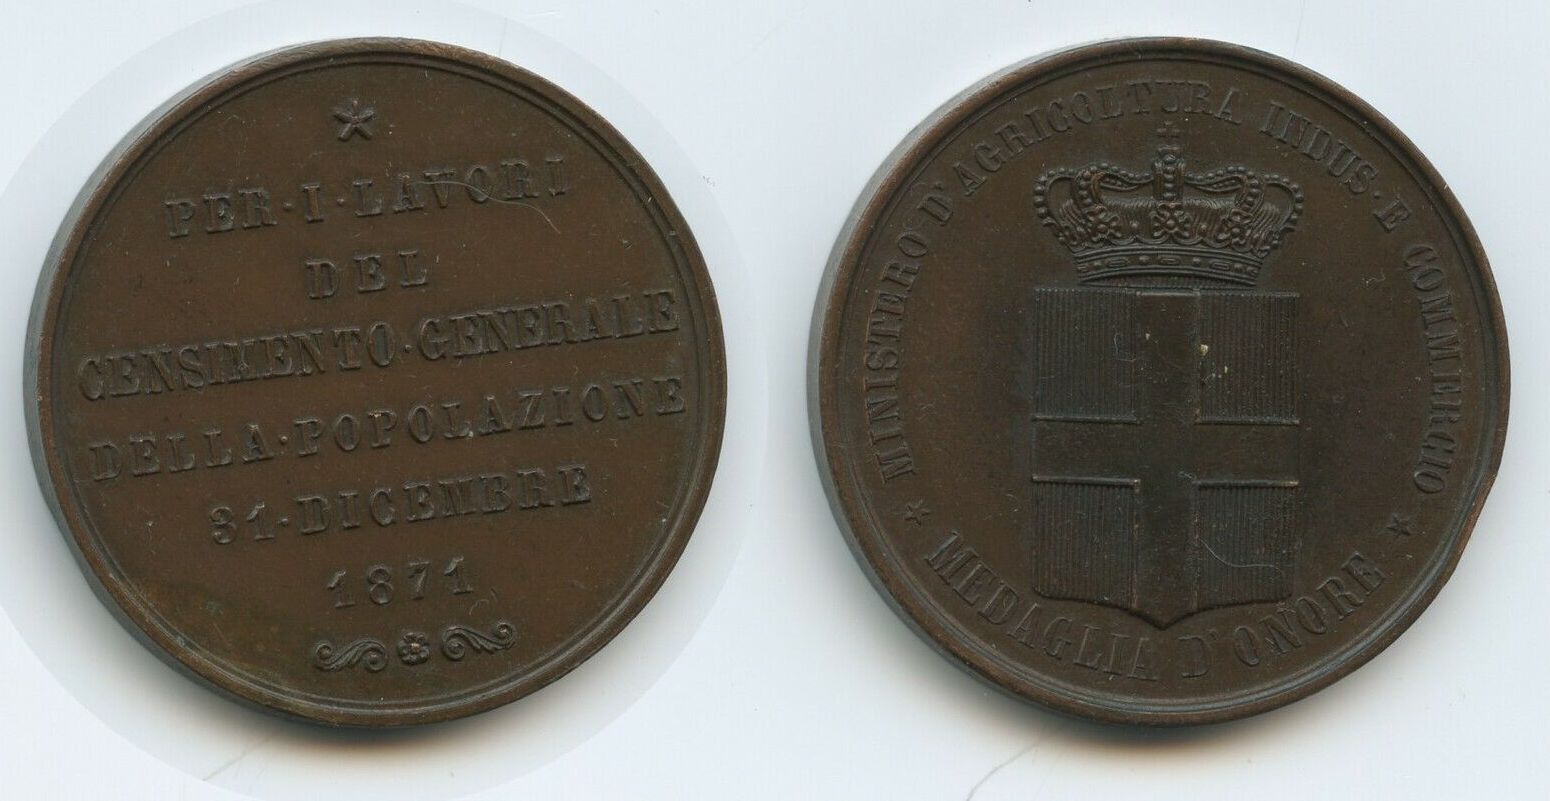 PER·I·LAVORI
DEL
CENSIMENTO·GENERALE
DELLA·POPOLAZIONE
31·DICEMBRE
1871
MINISTERO D'AGRICOLTURA INDUS· E COMMERCIO
MEDAGLIA D'ONORE